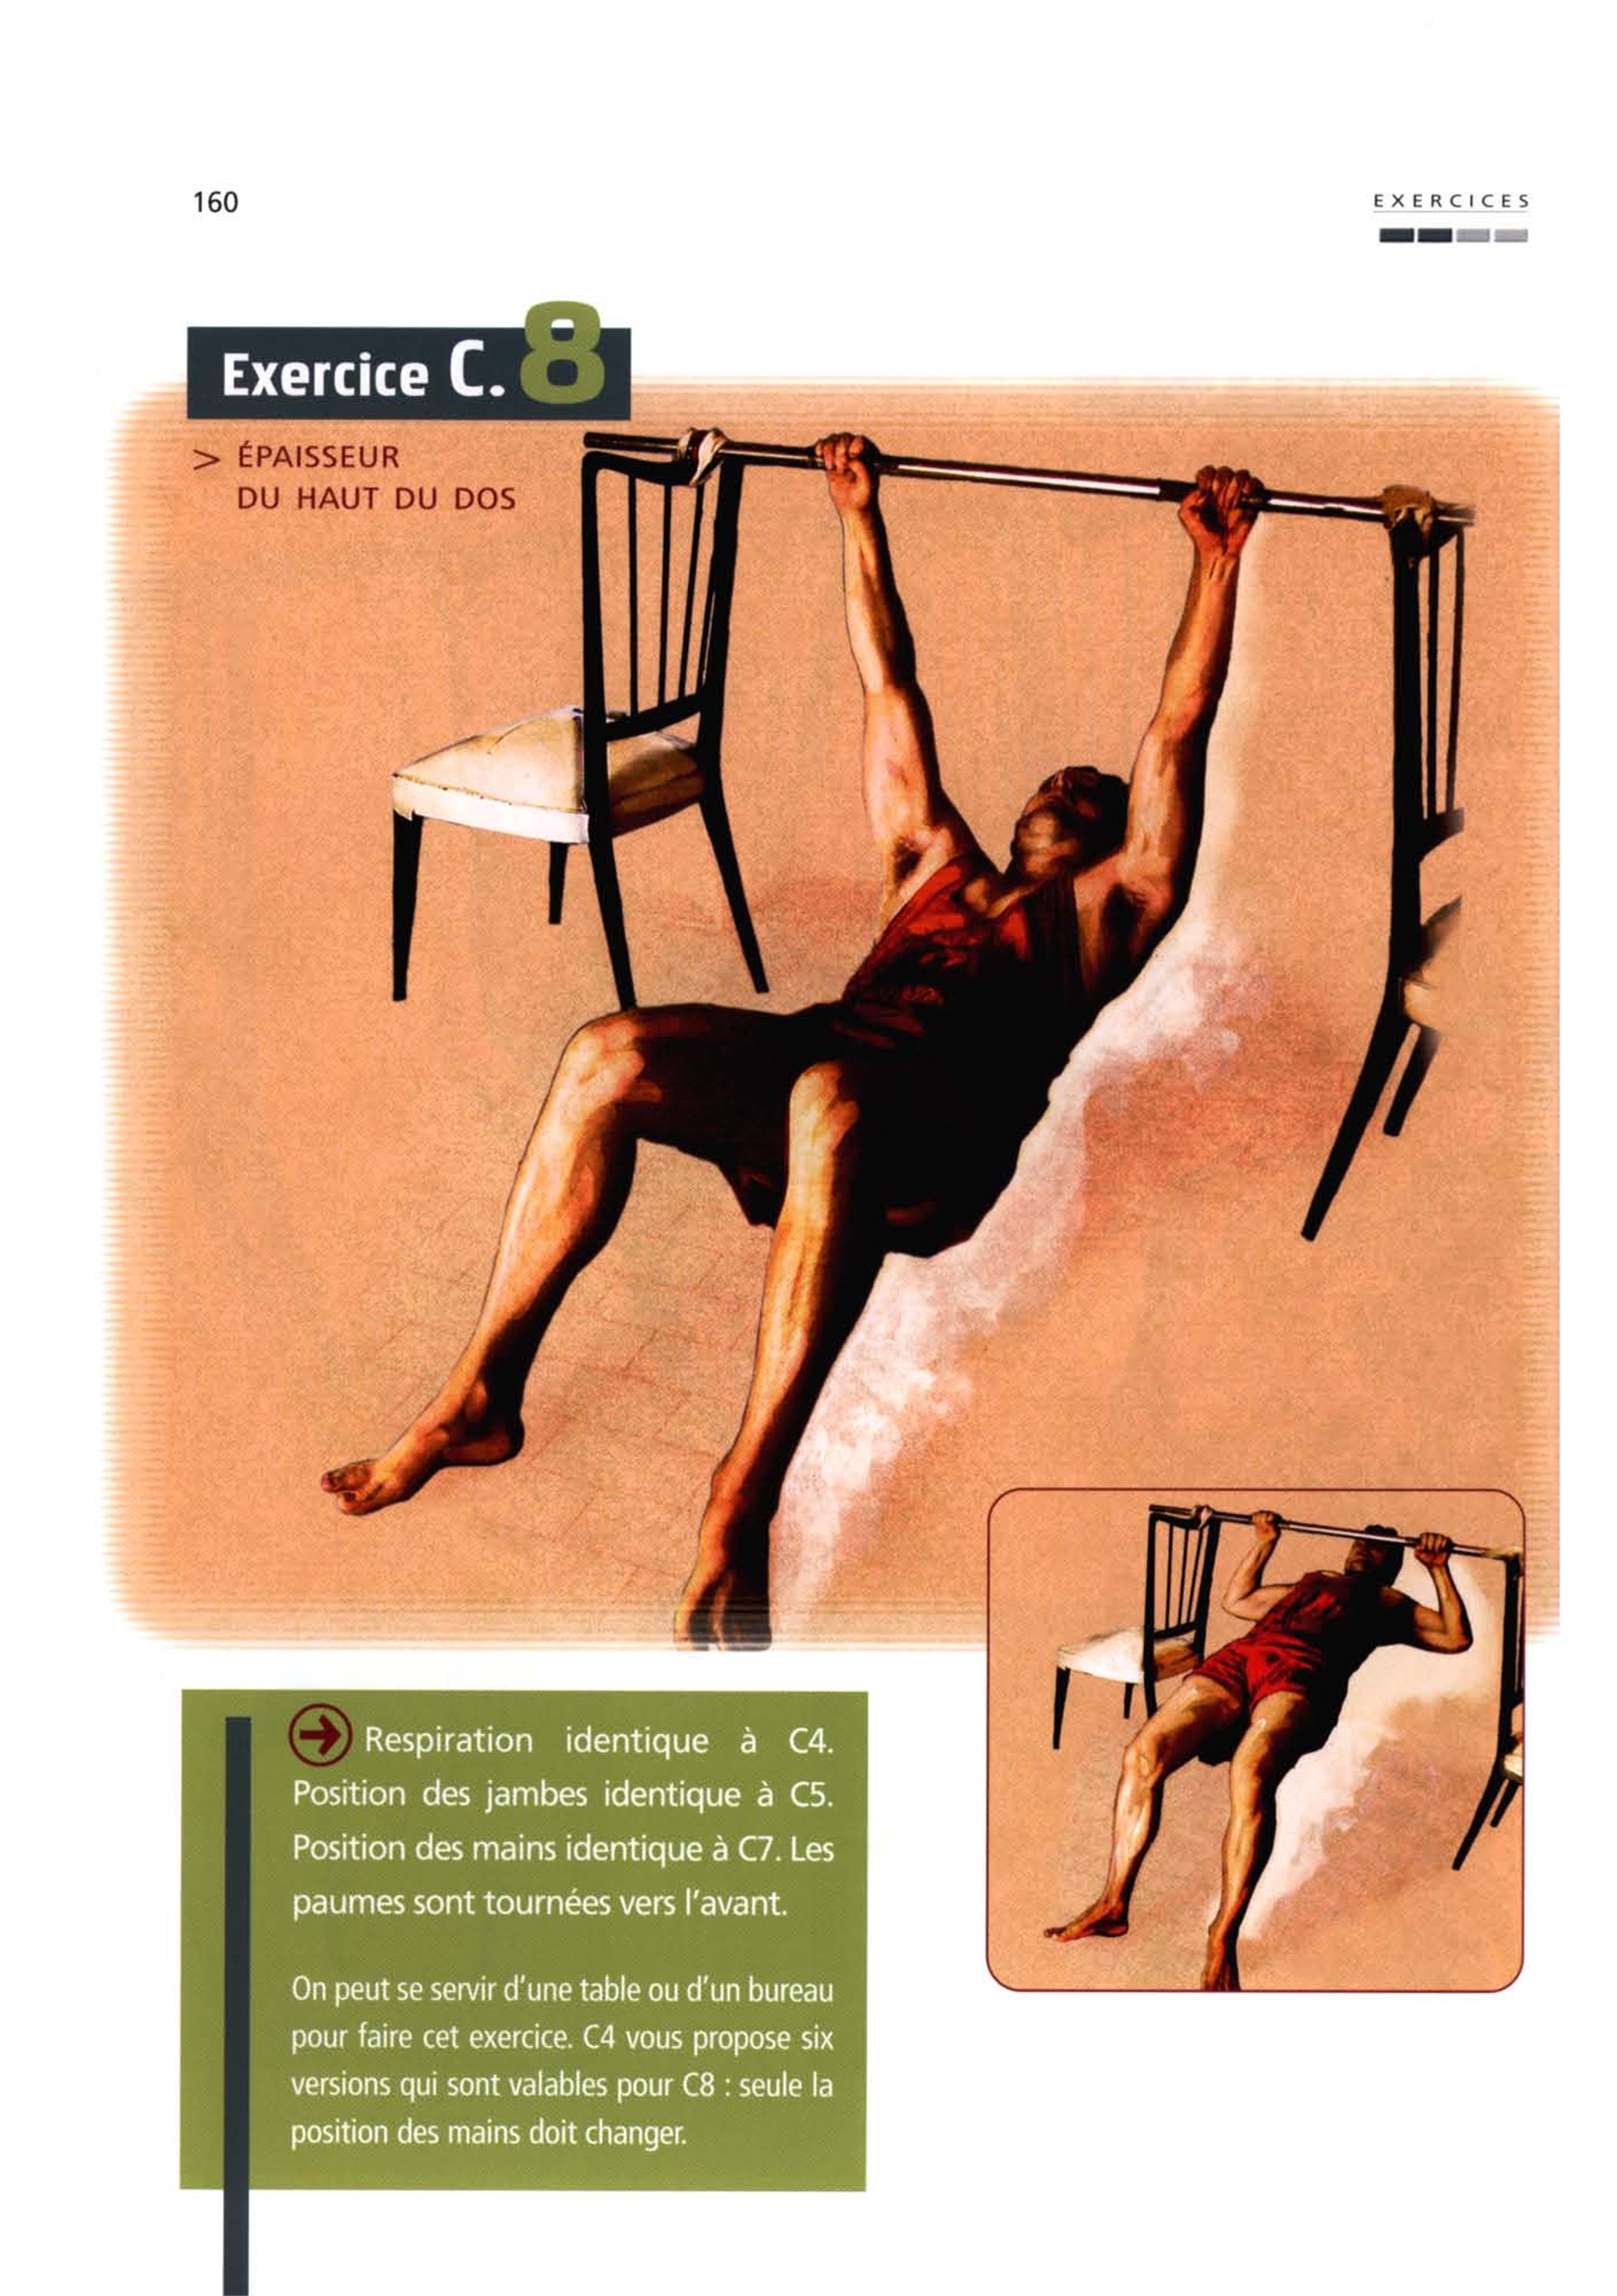 160
EXERCICES
Exercice C.8
> ÉPAISSEUR
DU HAUT DU DOS
Respiration identique à C4.
Position des jambes identique à C5.
Position des mains identique à C7. Les
paumes sont tournées vers l'avant.
On peut se servir d'une table ou d'un bureau
pour faire cet exercice. C4 vous propose six
versions qui sont valables pour C8 : seule la
position des mains doit changer.